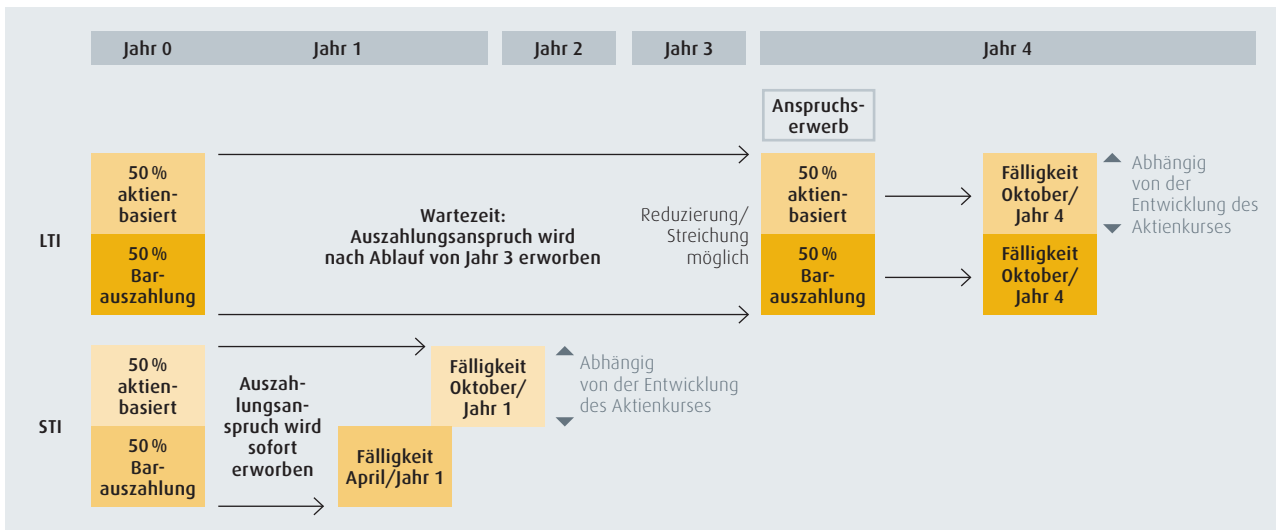 Jahr 0
Jahr 1
Jahr 2
Jahr 3
Jahr 4
Anspruchs-
erwerb
LTI
50 %
aktien-
basiert
50 %
Bar-
auszahlung
Wartezeit:
Auszahlungsanspruch wird
nach Ablauf von Jahr 3 erworben
Reduzierung/
Streichung
möglich
50 %
aktien-
basiert
50 %
Bar-
auszahlung
Fälligkeit
Oktober/
Jahr 4
Fälligkeit
Oktober/
Jahr 4
Abhängig
von der
Entwicklung des
Aktienkurses
STI
50 %
aktien-
basiert
50 %
Bar-
auszahlung
Auszah-
lungsan-
spruch wird
sofort
erworben
Fälligkeit
Oktober/
Jahr 1
Fälligkeit
April/Jahr 1
Abhängig
von der Entwicklung
des Aktienkurses